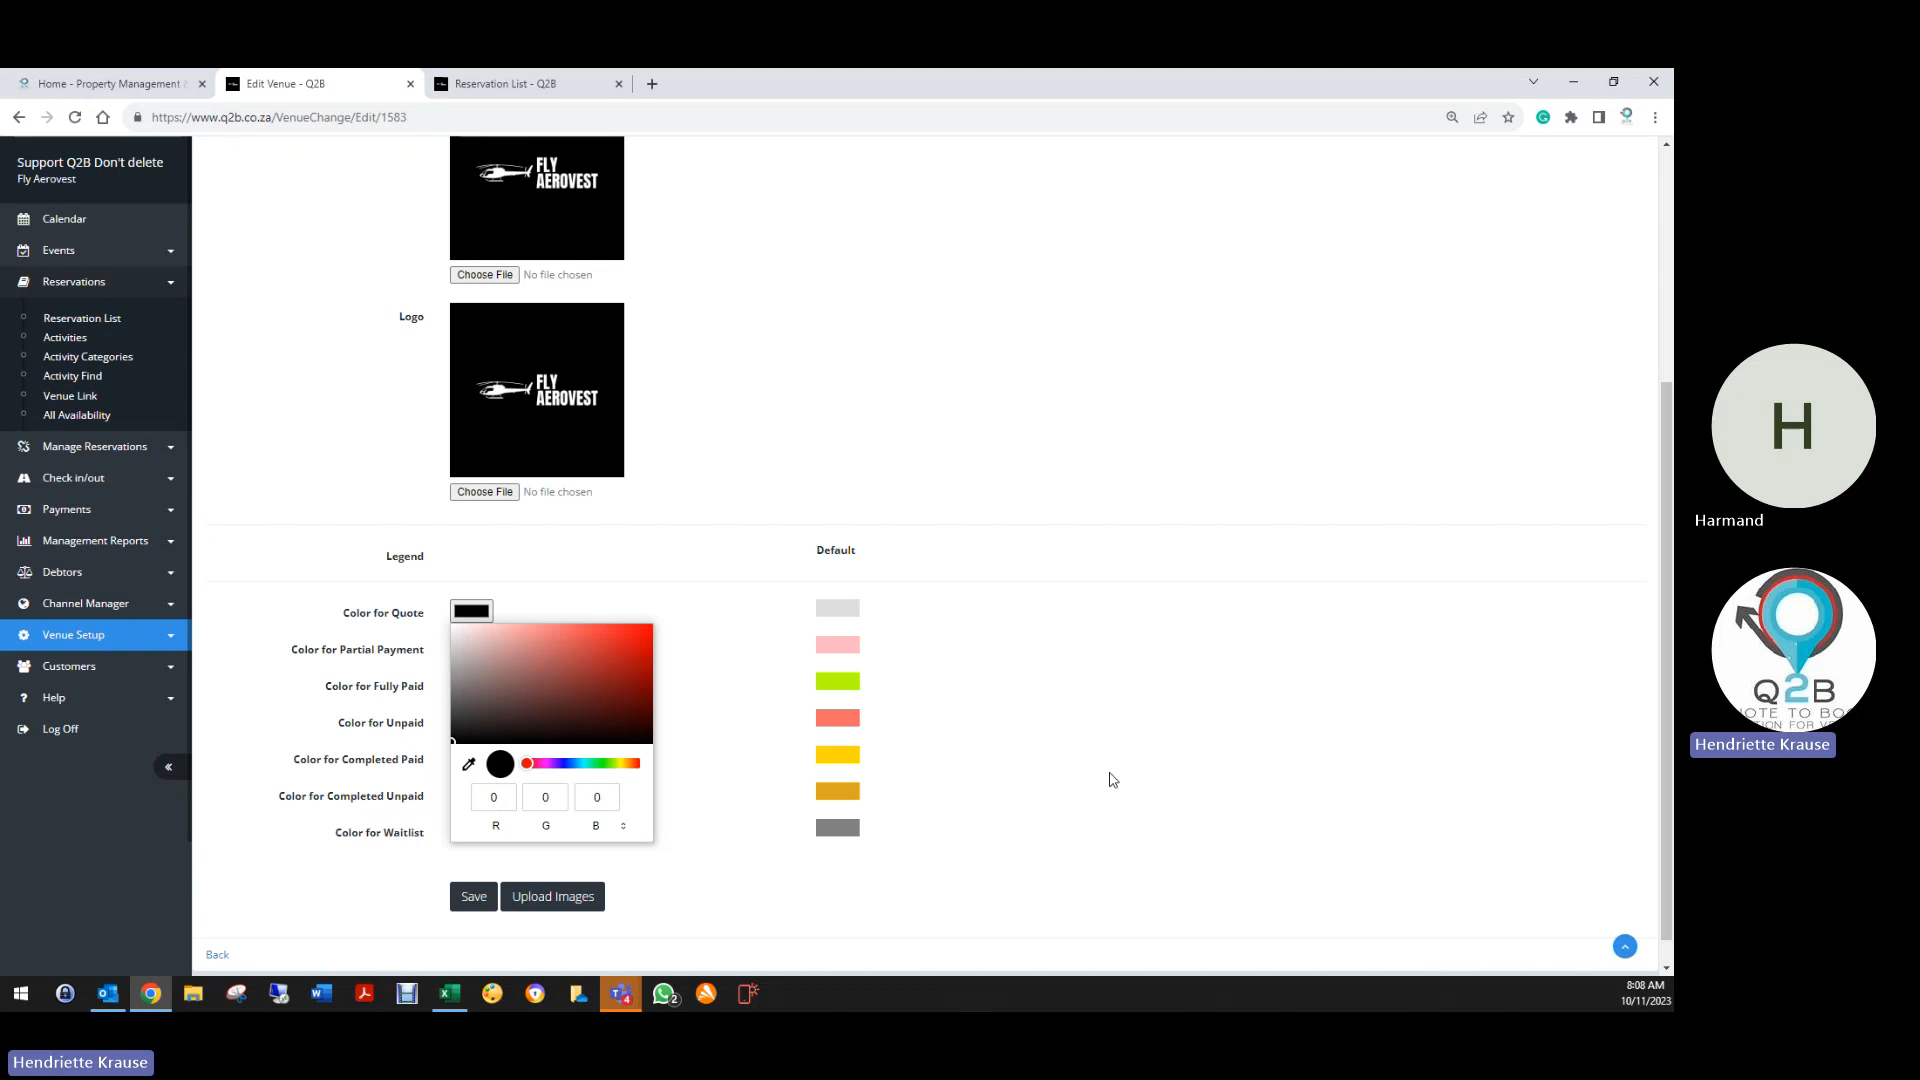 Home - Property Management &
Edit Venue - Q2B
Reservation List - Q2B
https://www.q2b.co.za/VenueChange/Edit/1583
Support Q2B Don't delete
Fly Aerovest
Calendar
Events
Reservations
Reservation List
Activities
Activity Categories
Activity Find
Venue Link
All Availability
Manage Reservations
Check in/out
Payments
Management Reports
Debtors
Channel Manager
Venue Setup
Customers
Help
Log Off
FLY
AEROVEST
Choose File No file chosen
Logo
FLY
AEROVEST
Choose File No file chosen
Legend
Default
Color for Quote
Color for Partial Payment
Color for Fully Paid
Color for Unpaid
Color for Completed Paid
Color for Completed Unpaid
Color for Waitlist
0 0 0
R G B
Save Upload Images
Back
8:08 AM
10/11/2023
H
Harmand
Q2B
OTE TO BO
TION FOR VE
Hendriette Krause
Hendriette Krause